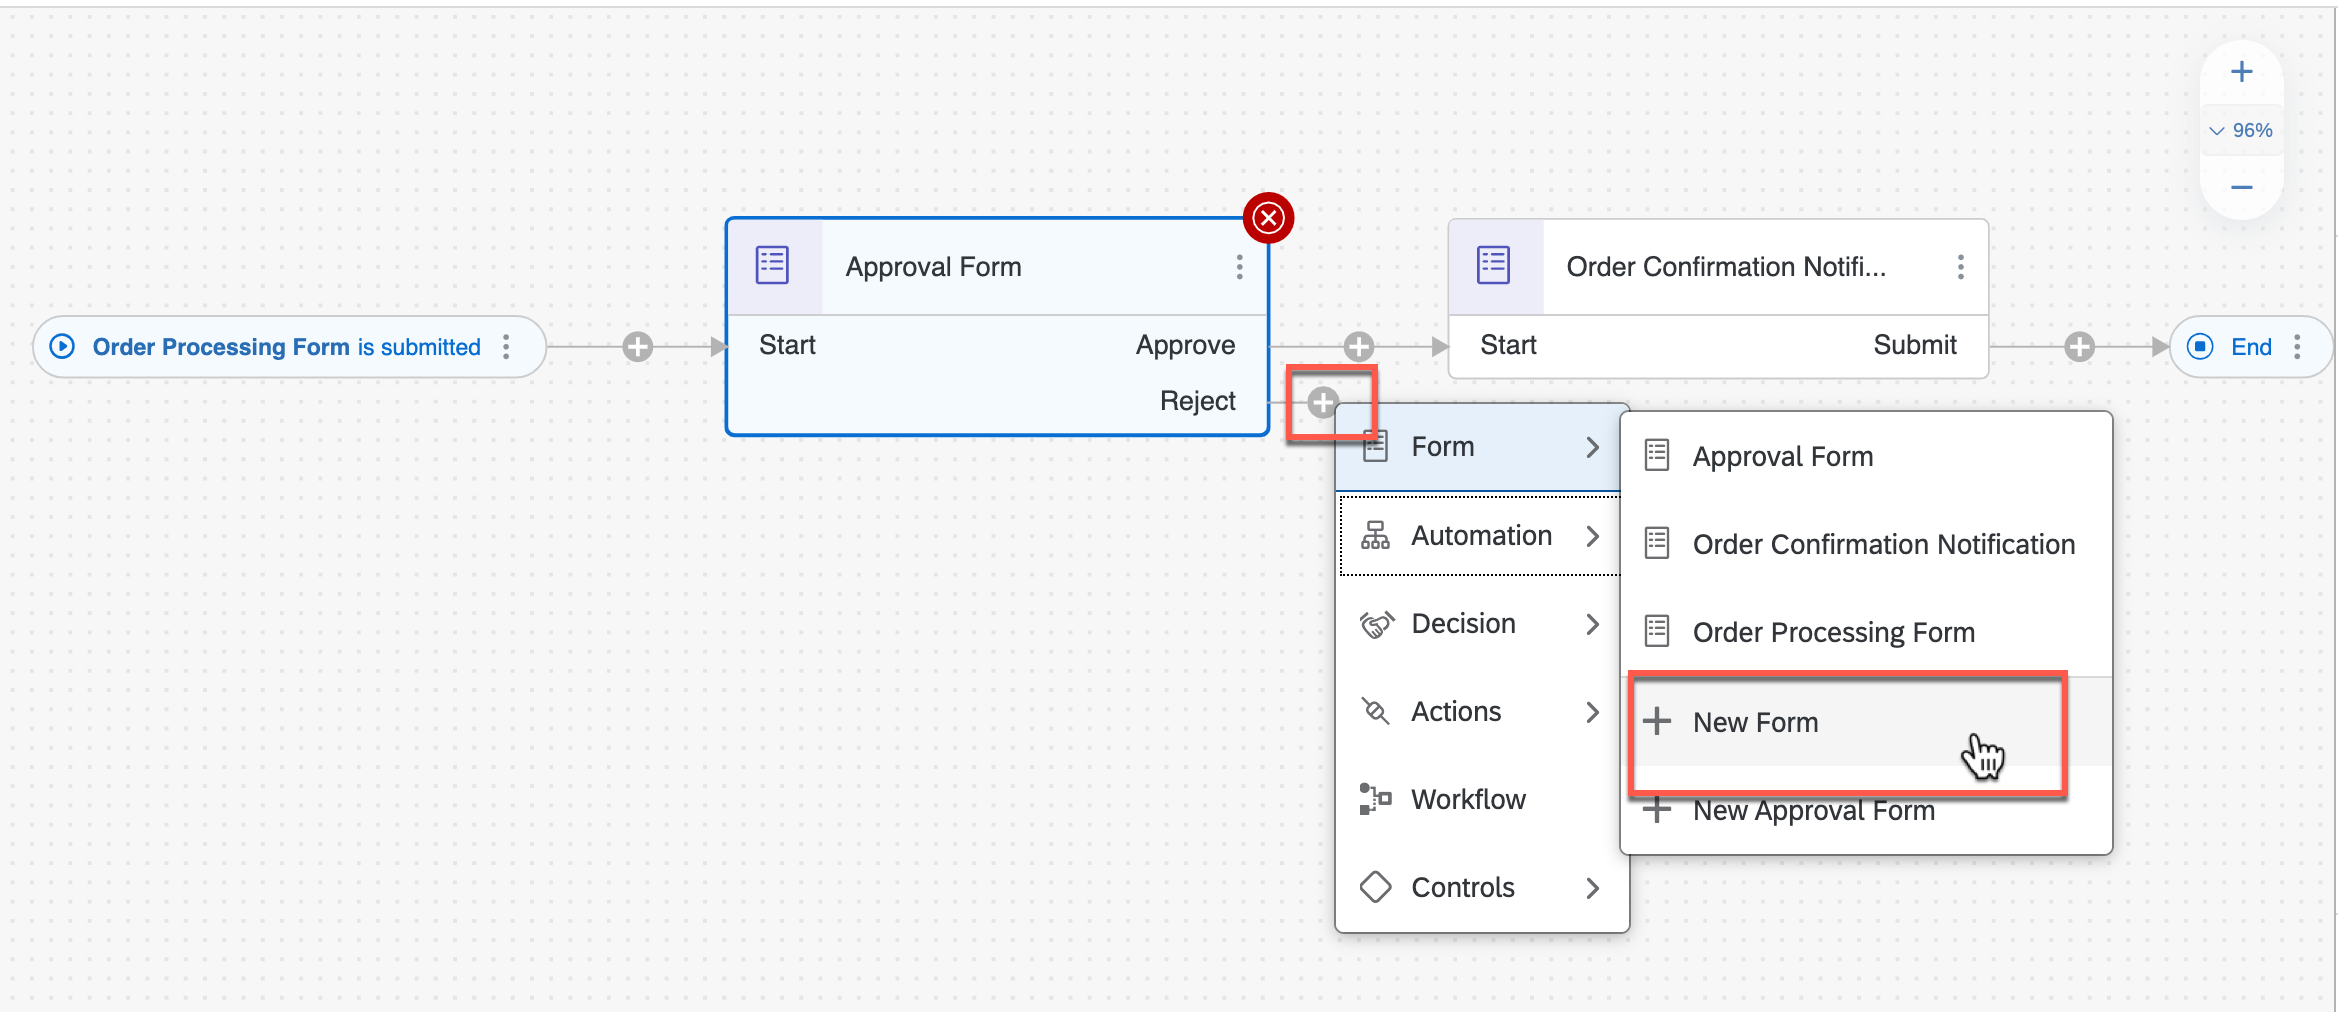 96%
Approval Form
Order Confirmation Notifi...
Order Processing Form is submitted
Start
Approve
Reject
Start
Submit
End
Form
Automation
Decision
Actions
Workflow
Controls
Approval Form
Order Confirmation Notification
Order Processing Form
New Form
New Approval Form